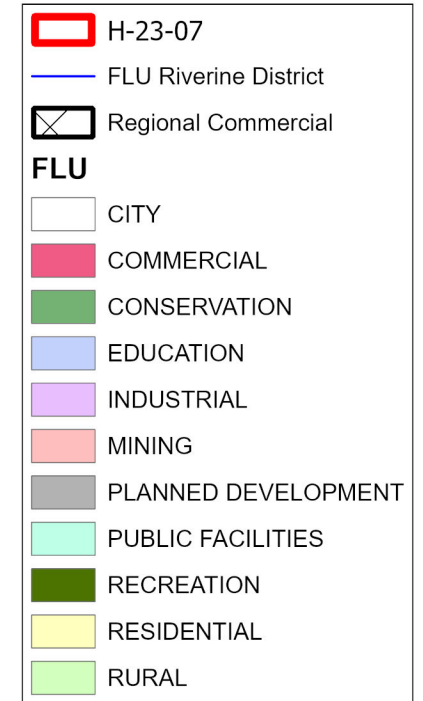 H-23-07
FLU Riverine District
Regional Commercial
FLU
CITY
COMMERCIAL
CONSERVATION
EDUCATION
INDUSTRIAL
MINING
PLANNED DEVELOPMENT
PUBLIC FACILITIES
RECREATION
RESIDENTIAL
RURAL